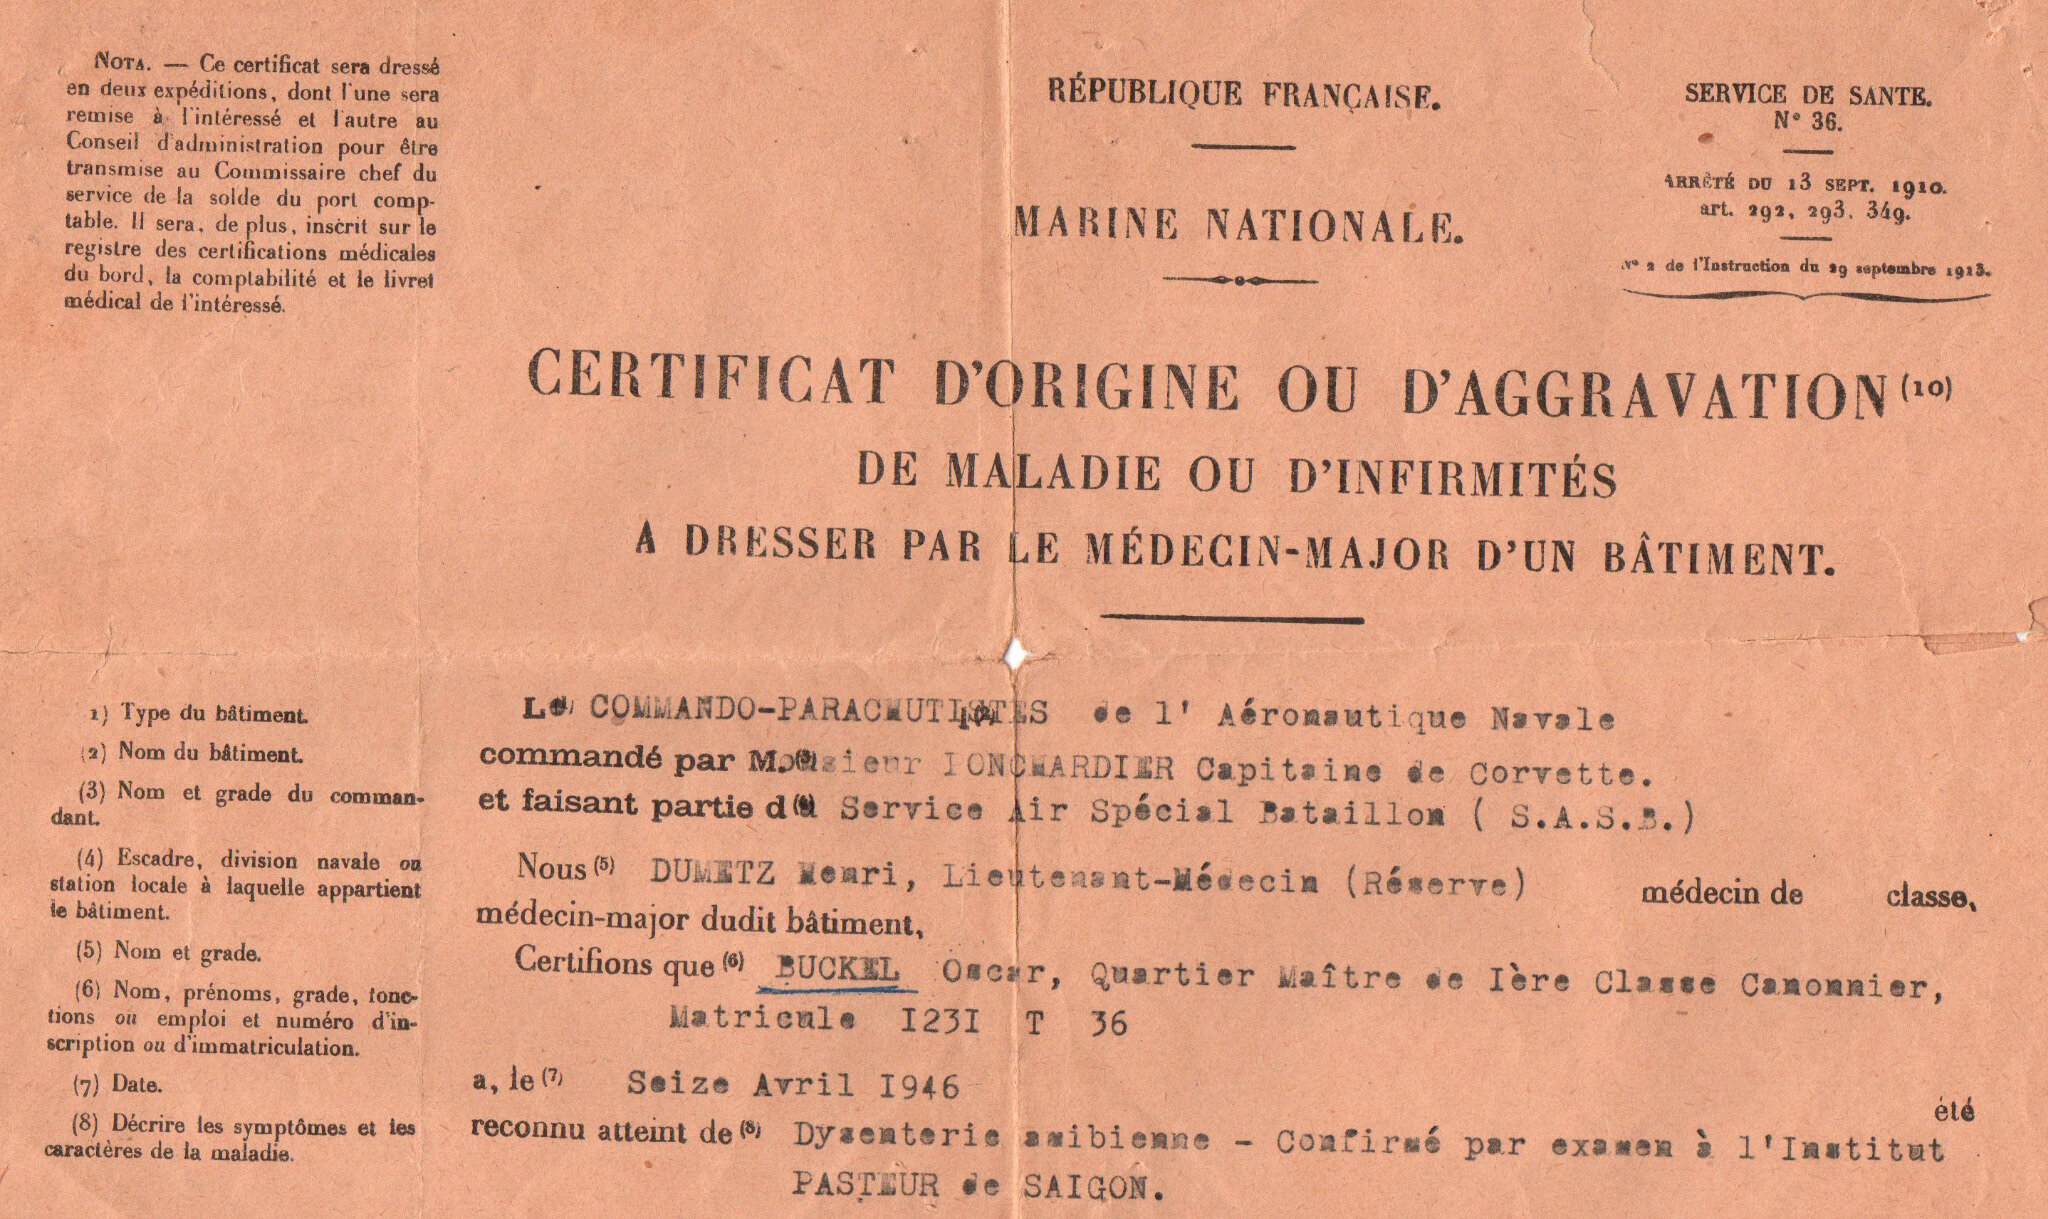 NOTA. — Ce certificat sera dressé
en deux expéditions, dont l'une sera
remise à l'intéressé et l'autre au
Conseil d'administration pour être
transmise au Commissaire chef du
service de la solde du port comp-
table. Il sera, de plus, inscrit sur le
registre des certifications médicales
du bord, la comptabilité et le livret
médical de l'intéressé.
RÉPUBLIQUE FRANÇAISE.
MARINE NATIONALE.
SERVICE DE SANTE.
N° 36.
ARRÊTÉ DU 13 SEPT. 1910.
art. 292, 293, 349.
N° 2 de l'Instruction du 29 septembre 1913.
CERTIFICAT D'ORIGINE OU D'AGGRAVATION (10)
DE MALADIE OU D'INFIRMITÉS
A DRESSER PAR LE MÉDECIN-MAJOR D'UN BÂTIMENT.
1) Type du bâtiment.
(2) Nom du bâtiment.
(3) Nom et grade du comman-
dant.
(4) Escadre, division navale ou
station locale à laquelle appartient
le bâtiment.
(5) Nom et grade.
(6) Nom, prénoms, grade, fonc-
tions ou emploi et numéro d'in-
scription ou d'immatriculation.
(7) Date.
(8) Décrire les symptômes et les
caractères de la maladie.
Le COMMANDO-PARACHUTISTES de l' Aéronautique Navale
commandé par M. Monsieur PONCHARDIER Capitaine de Corvette.
et faisant partie d(4) Service Air Spécial Bataillon ( S.A.S.B.)
Nous (5) DUMETZ Henri, Lieutenant-Médecin (Réserve) médecin de classe,
médecin-major dudit bâtiment,
Certifions que (6) BUCKEL Oscar, Quartier Maître de Ière Classe Canonnier,
Matricule I23I T 36
a, le (7) Seize Avril I946 été
reconnu atteint de (8) Dysenterie amibienne - Confirmé par examen à l'Institut
PASTEUR de SAIGON.